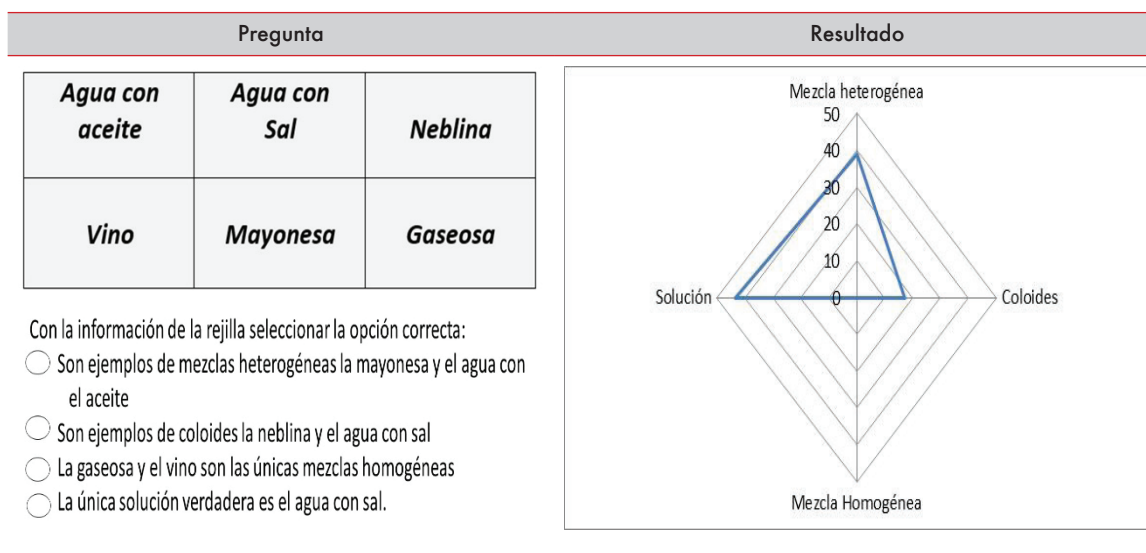 Pregunta
Resultado
Agua con
aceite
Agua con
Sal
Neblina
Vino
Mayonesa
Gaseosa
Con la información de la rejilla seleccionar la opción correcta:
Son ejemplos de mezclas heterogéneas la mayonesa y el agua con
el aceite
Son ejemplos de coloides la neblina y el agua con sal
La gaseosa y el vino son las únicas mezclas homogéneas
La única solución verdadera es el agua con sal.
Mezcla heterogénea
50
40
30
20
10
0
Solución
Coloides
Mezcla Homogénea